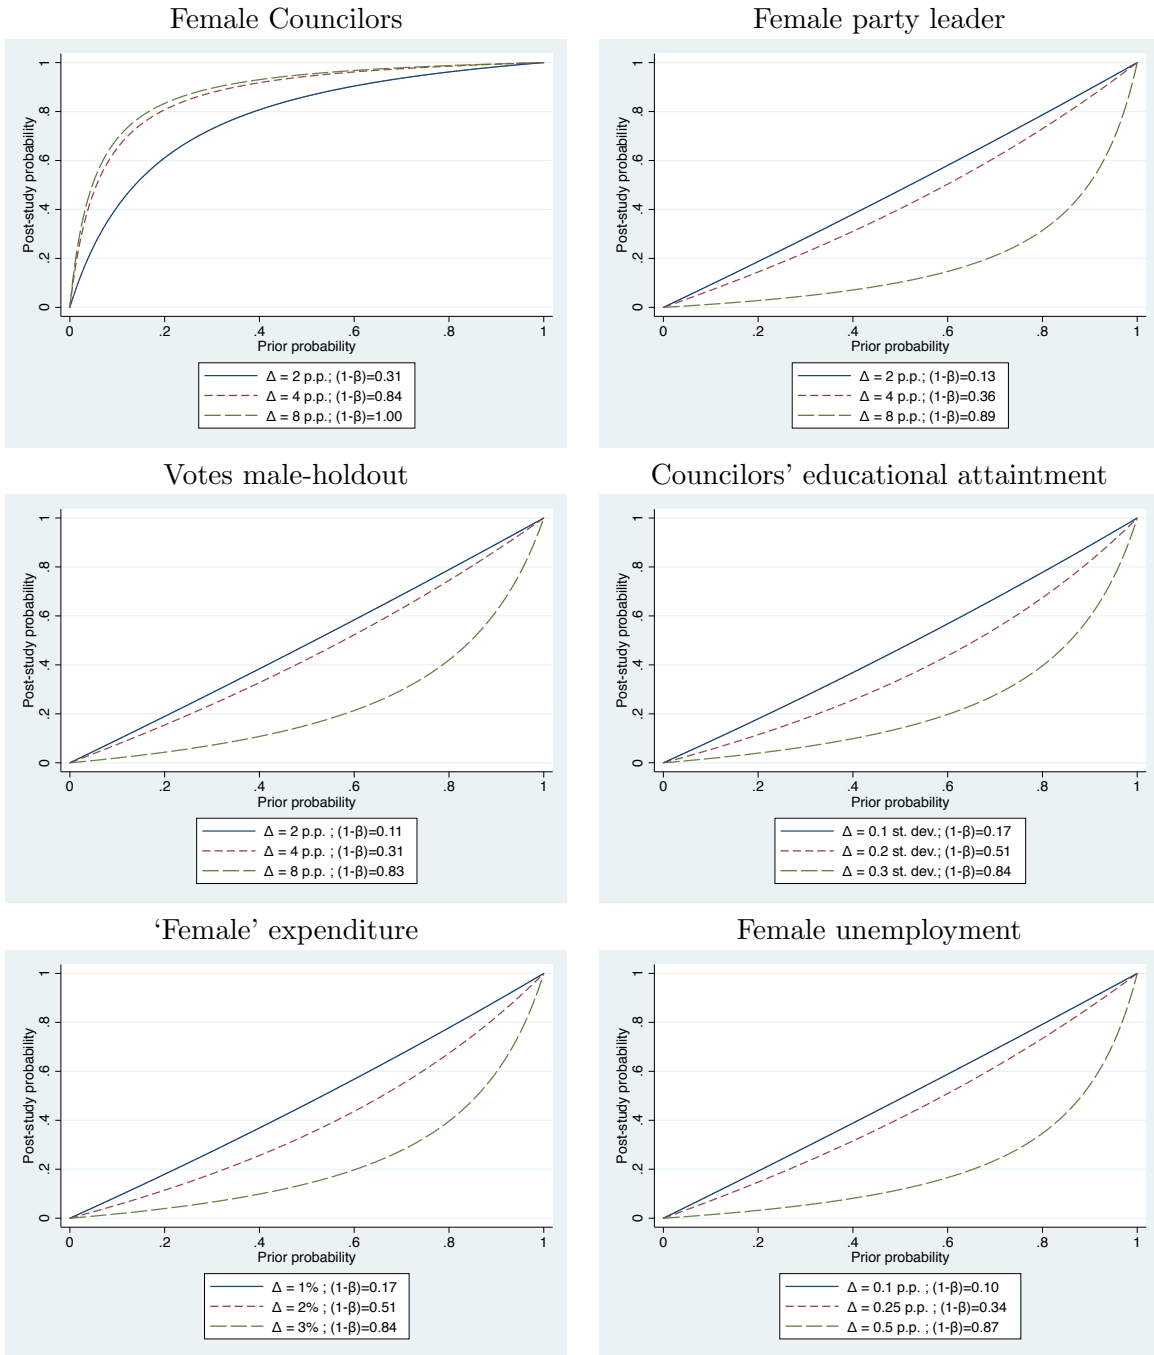 Female Councilors
Post-study probability
0 .2 .4 .6 .8 1
0 .2 .4 .6 .8 1
Prior probability
Δ = 2 p.p.; (1-β)=0.31
Δ = 4 p.p.; (1-β)=0.84
Δ = 8 p.p.; (1-β)=1.00
Female party leader
Post-study probability
0 .2 .4 .6 .8 1
0 .2 .4 .6 .8 1
Prior probability
Δ = 2 p.p.; (1-β)=0.13
Δ = 4 p.p.; (1-β)=0.36
Δ = 8 p.p.; (1-β)=0.89
Votes male-holdout
Post-study probability
0 .2 .4 .6 .8 1
0 .2 .4 .6 .8 1
Prior probability
Δ = 2 p.p. ; (1-β)=0.11
Δ = 4 p.p. ; (1-β)=0.31
Δ = 8 p.p. ; (1-β)=0.83
Councilors’ educational attaintment
Post-study probability
0 .2 .4 .6 .8 1
0 .2 .4 .6 .8 1
Prior probability
Δ = 0.1 st. dev.; (1-β)=0.17
Δ = 0.2 st. dev.; (1-β)=0.51
Δ = 0.3 st. dev.; (1-β)=0.84
‘Female’ expenditure
Post-study probability
0 .2 .4 .6 .8 1
0 .2 .4 .6 .8 1
Prior probability
Δ = 1% ; (1-β)=0.17
Δ = 2% ; (1-β)=0.51
Δ = 3% ; (1-β)=0.84
Female unemployment
Post-study probability
0 .2 .4 .6 .8 1
0 .2 .4 .6 .8 1
Prior probability
Δ = 0.1 p.p. ; (1-β)=0.10
Δ = 0.25 p.p. ; (1-β)=0.34
Δ = 0.5 p.p. ; (1-β)=0.87